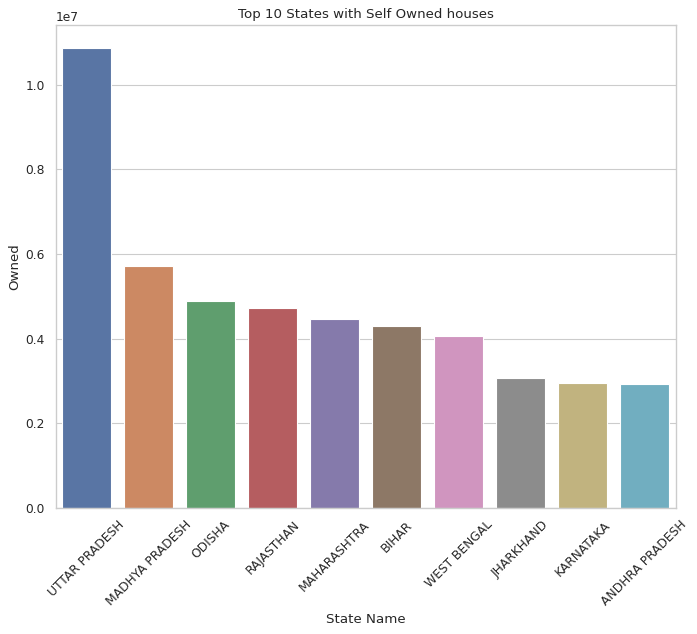 Top 10 States with Self Owned houses
1e7
1.0
0.8
0.6
0.4
0.2
0.0
Owned
UTTAR PRADESH
MADHYA PRADESH
ODISHA
RAJASTHAN
MAHARASHTRA
BIHAR
WEST BENGAL
JHARKHAND
KARNATAKA
ANDHRA PRADESH
State Name